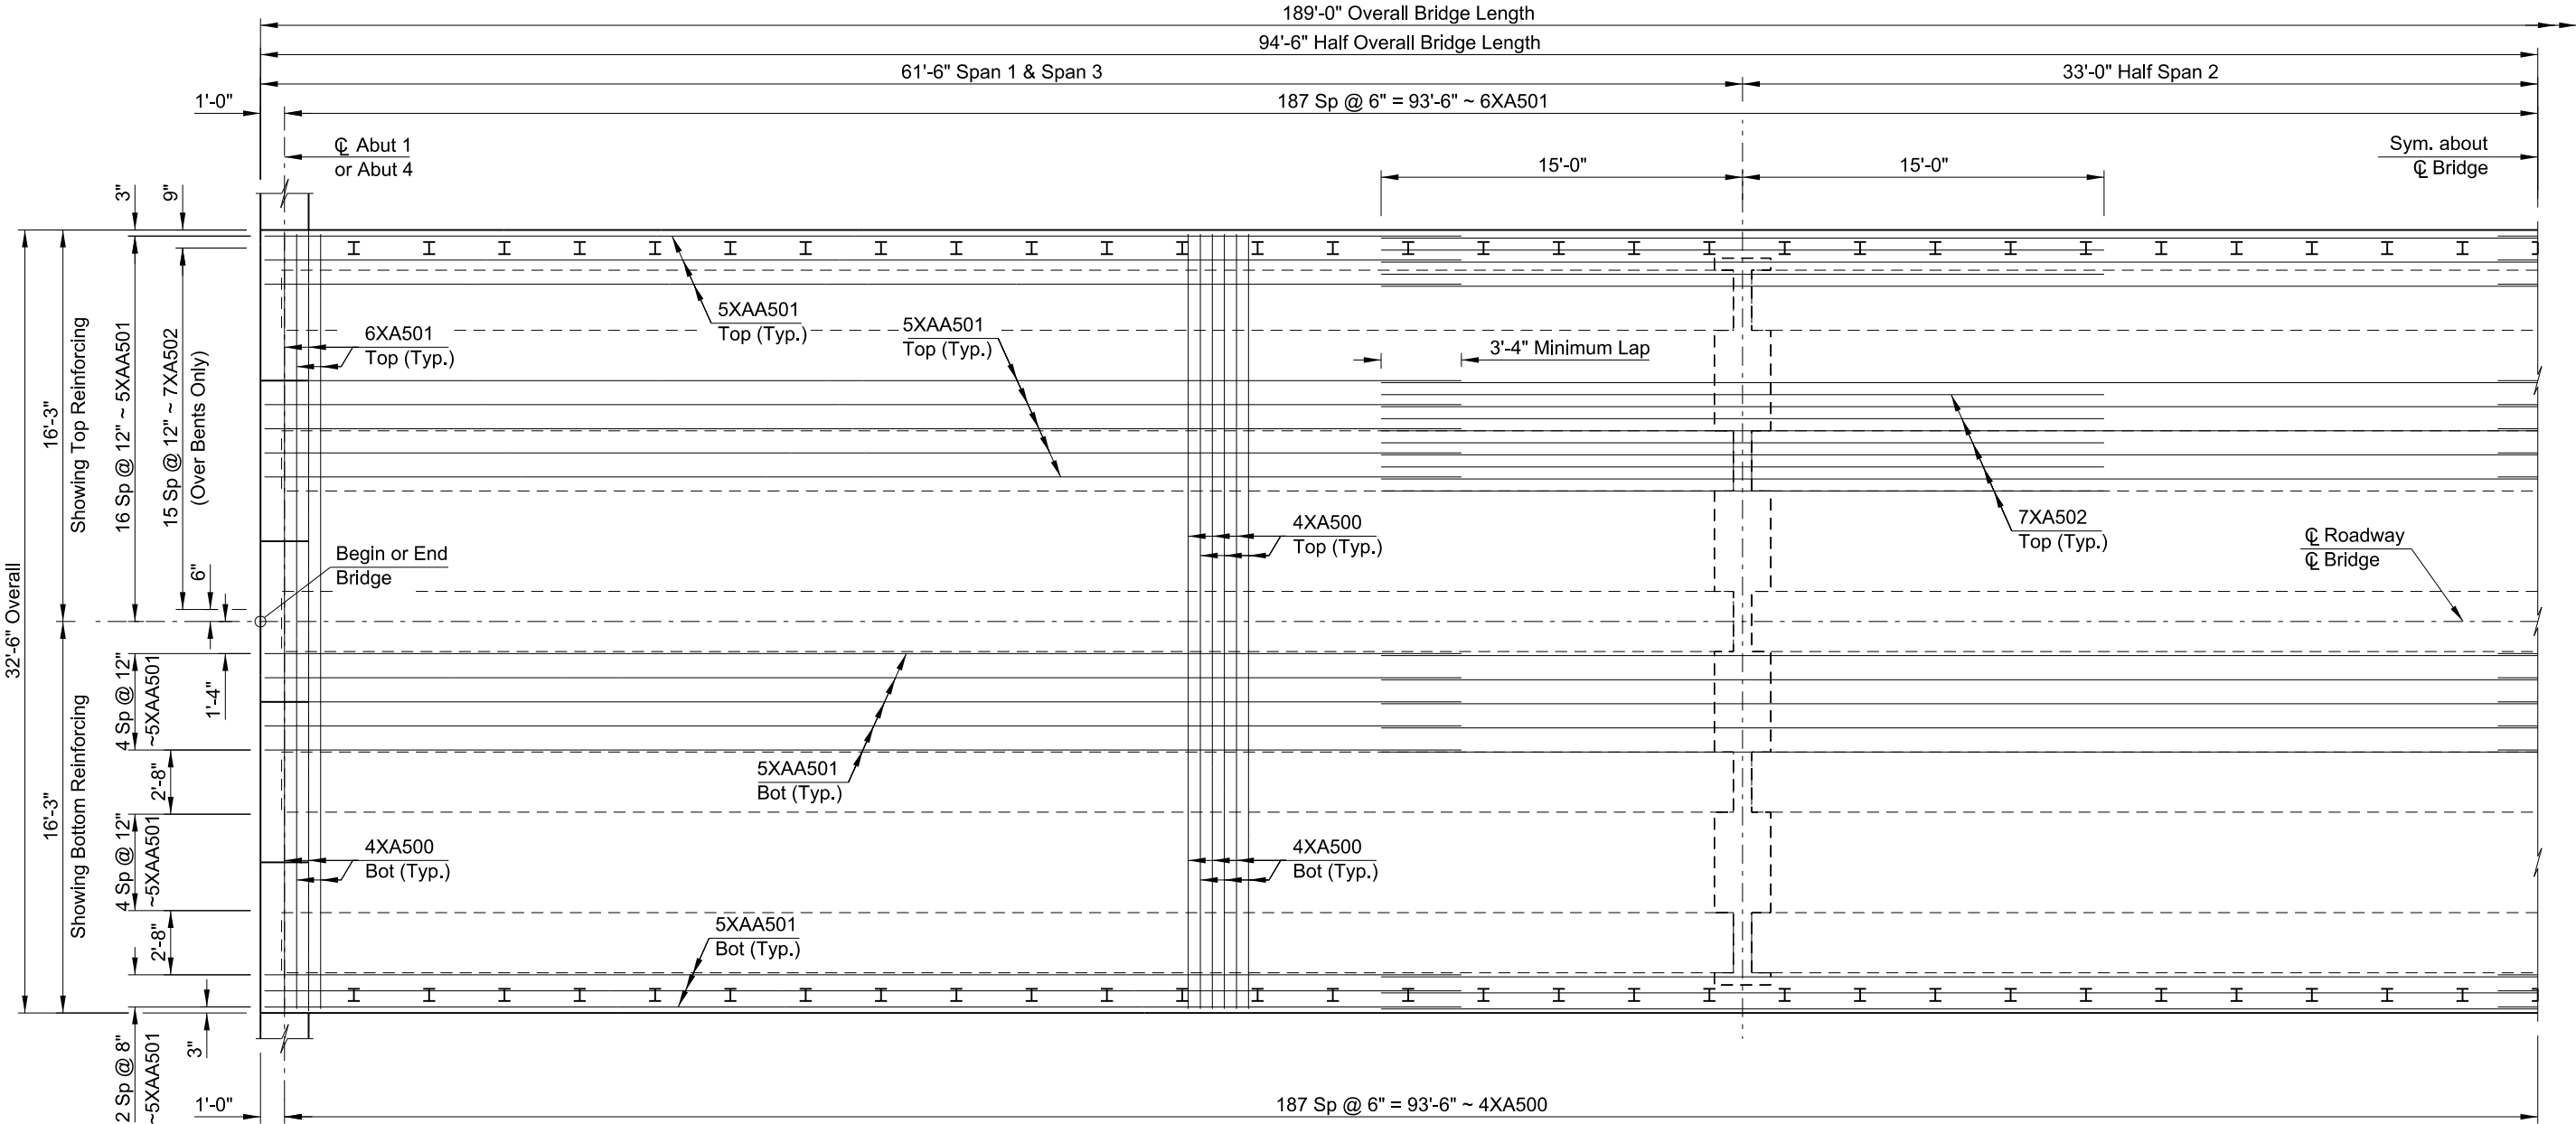 189'-0" Overall Bridge Length
94'-6" Half Overall Bridge Length
61'-6" Span 1 & Span 3
33'-0" Half Span 2
1'-0"
187 Sp @ 6" = 93'-6" ~ 6XA501
℄ Abut 1
or Abut 4
15'-0"
15'-0"
Sym. about
℄ Bridge
3"
9"
32'-6" Overall
16'-3"
Showing Top Reinforcing
16 Sp @ 12" ~ 5XAA501
15 Sp @ 12" ~ 7XA502
(Over Bents Only)
6"
5XAA501
Top (Typ.)
6XA501
Top (Typ.)
5XAA501
Top (Typ.)
3'-4" Minimum Lap
4XA500
Top (Typ.)
7XA502
Top (Typ.)
℄ Roadway
℄ Bridge
Begin or End
Bridge
16'-3"
Showing Bottom Reinforcing
4 Sp @ 12"
~5XAA501
1'-4"
2'-8"
4 Sp @ 12"
~5XAA501
2'-8"
2 Sp @ 8"
~5XAA501
3"
5XAA501
Bot (Typ.)
4XA500
Bot (Typ.)
4XA500
Bot (Typ.)
5XAA501
Bot (Typ.)
1'-0"
187 Sp @ 6" = 93'-6" ~ 4XA500